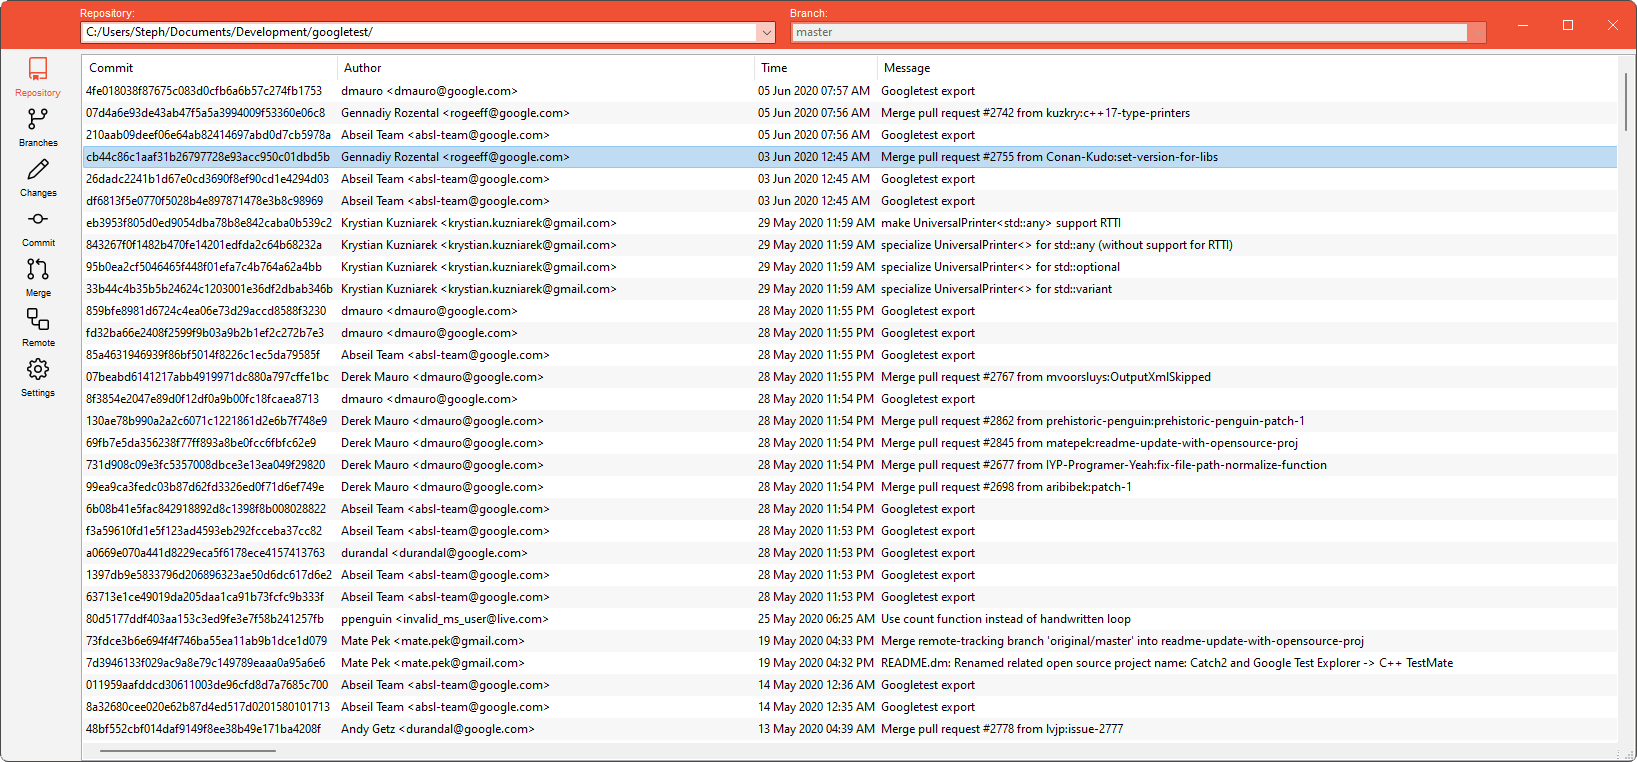 Repository: Branch:
C:/Users/Steph/Documents/Development/googletest/ master
Repository
Branches
Changes
Commit
Merge
Remote
Settings
Commit Author Time Message
4fe018038f87675c083d0cfb6a6b57c274fb1753 dmauro <dmauro@google.com> 05 Jun 2020 07:57 AM Googletest export
07d4a6e93de43ab47f5a5a3994009f53360e06c8 Gennadiy Rozental <rogeeff@google.com> 05 Jun 2020 07:56 AM Merge pull request #2742 from kuzkry:c++17-type-printers
210aab09deef06e64ab82414697abd0d7cb5978a Abseil Team <absl-team@google.com> 05 Jun 2020 07:56 AM Googletest export
cb44c86c1aaf31b26797728e93acc950c01dbd5b Gennadiy Rozental <rogeeff@google.com> 03 Jun 2020 12:45 AM Merge pull request #2755 from Conan-Kudo:set-version-for-libs
26dadc2241b1d67e0cd3690f8ef90cd1e4294d03 Abseil Team <absl-team@google.com> 03 Jun 2020 12:45 AM Googletest export
df6813f5e0770f5028b4e897871478e3b8c98969 Abseil Team <absl-team@google.com> 03 Jun 2020 12:45 AM Googletest export
eb3953f805d0ed9054dba78b8e842caba0b539c2 Krystian Kuzniarek <krystian.kuzniarek@gmail.com> 29 May 2020 11:59 AM make UniversalPrinter<std::any> support RTTI
843267f0f1482b470fe14201edfda2c64b68232a Krystian Kuzniarek <krystian.kuzniarek@gmail.com> 29 May 2020 11:59 AM specialize UniversalPrinter<> for std::any (without support for RTTI)
95b0ea2cf5046465f448f01efa7c4b764a62a4bb Krystian Kuzniarek <krystian.kuzniarek@gmail.com> 29 May 2020 11:59 AM specialize UniversalPrinter<> for std::optional
33b44c4b35b5b24624c1203001e36df2dbab346b Krystian Kuzniarek <krystian.kuzniarek@gmail.com> 29 May 2020 11:59 AM specialize UniversalPrinter<> for std::variant
859bfe8981d6724c4ea06e73d29accd8588f3230 dmauro <dmauro@google.com> 28 May 2020 11:55 PM Googletest export
fd32ba66e2408f2599f9b03a9b2b1ef2c272b7e3 dmauro <dmauro@google.com> 28 May 2020 11:55 PM Googletest export
85a4631946939f86bf5014f8226c1ec5da79585f Abseil Team <absl-team@google.com> 28 May 2020 11:55 PM Googletest export
07beabd6141217abb4919971dc880a797cffe1bc Derek Mauro <dmauro@google.com> 28 May 2020 11:55 PM Merge pull request #2767 from mvoorsluys:OutputXmlSkipped
8f3854e2047e89d0f12df0a9b00fc18fcaea8713 dmauro <dmauro@google.com> 28 May 2020 11:54 PM Googletest export
130ae78b990a2a2c6071c1221861d2e6b7f748e9 Derek Mauro <dmauro@google.com> 28 May 2020 11:54 PM Merge pull request #2862 from prehistoric-penguin:prehistoric-penguin-patch-1
69fb7e5da356238f77ff893a8be0fcc6fbfc62e9 Derek Mauro <dmauro@google.com> 28 May 2020 11:54 PM Merge pull request #2845 from matepek:readme-update-with-opensource-proj
731d908c09e3fc5357008dbce3e13ea049f29820 Derek Mauro <dmauro@google.com> 28 May 2020 11:54 PM Merge pull request #2677 from IYP-Programer-Yeah:fix-file-path-normalize-function
99ea9ca3fedc03b87d62fd3326ed0f71d6ef749e Derek Mauro <dmauro@google.com> 28 May 2020 11:54 PM Merge pull request #2698 from aribibek:patch-1
6b08b41e5fac842918892d8c1398f8b008028822 Abseil Team <absl-team@google.com> 28 May 2020 11:54 PM Googletest export
f3a59610fd1e5f123ad4593eb292fcceba37cc82 Abseil Team <absl-team@google.com> 28 May 2020 11:53 PM Googletest export
a0669e070a441d8229eca5f6178ece4157413763 durandal <durandal@google.com> 28 May 2020 11:53 PM Googletest export
1397db9e5833796d206896323ae50d6dc617d6e2 Abseil Team <absl-team@google.com> 28 May 2020 11:53 PM Googletest export
63713e1ce49019da205daa1ca91b73fcfc9b333f Abseil Team <absl-team@google.com> 28 May 2020 11:53 PM Googletest export
80d5177ddf403aa153c3ed9fe3e7f58b241257fb ppenguin <invalid_ms_user@live.com> 25 May 2020 06:25 AM Use count function instead of handwritten loop
73fdce3b6e694f4f746ba55ea11ab9b1dce1d079 Mate Pek <mate.pek@gmail.com> 19 May 2020 04:33 PM Merge remote-tracking branch 'original/master' into readme-update-with-opensource-proj
7d3946133f029ac9a8e79c149789eaaa0a95a6e6 Mate Pek <mate.pek@gmail.com> 19 May 2020 04:32 PM README.dm: Renamed related open source project name: Catch2 and Google Test Explorer -> C++ TestMate
011959aafddcd30611003de96cfd8d7a7685c700 Abseil Team <absl-team@google.com> 14 May 2020 12:36 AM Googletest export
8a32680cee020e62b87d4ed517d0201580101713 Abseil Team <absl-team@google.com> 14 May 2020 12:35 AM Googletest export
48bf552cbf014daf9149f8ee38b49e171ba4208f Andy Getz <durandal@google.com> 13 May 2020 04:39 AM Merge pull request #2778 from lvjp:issue-2777